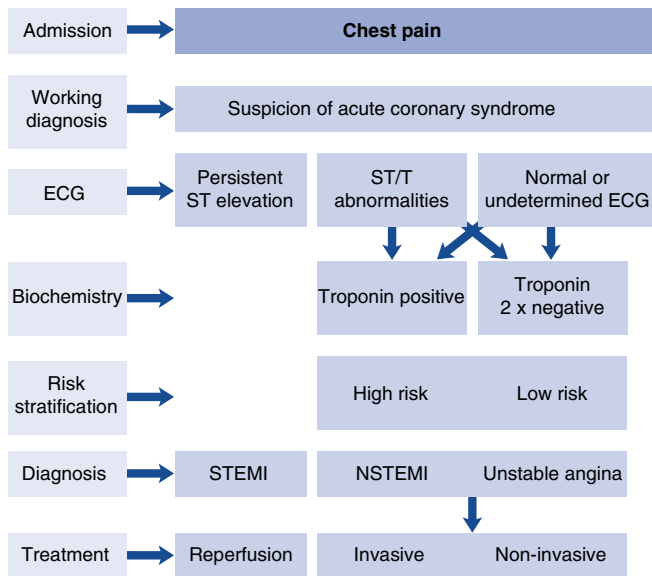 Admission
Chest pain
Working
diagnosis
Suspicion of acute coronary syndrome
ECG
Persistent
ST elevation
ST/T
abnormalities
Normal or
undetermined ECG
Biochemistry
Troponin positive
Troponin
2 x negative
Risk
stratification
High risk
Low risk
Diagnosis
STEMI
NSTEMI
Unstable angina
Treatment
Reperfusion
Invasive
Non-invasive